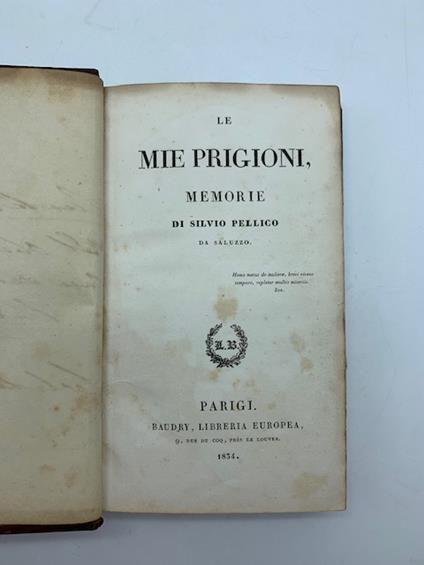 LE
MIE PRIGIONI,
MEMORIE
DI SILVIO PELLICO
DA SALUZZO.
Homo natus de muliere, brevi vivens
tempore, repletur multis miseriis.
Iob.
L. B.
PARIGI.
BAUDRY, LIBRERIA EUROPEA,
9, RUE DU COQ, PRÈS LE LOUVRE.
1834.